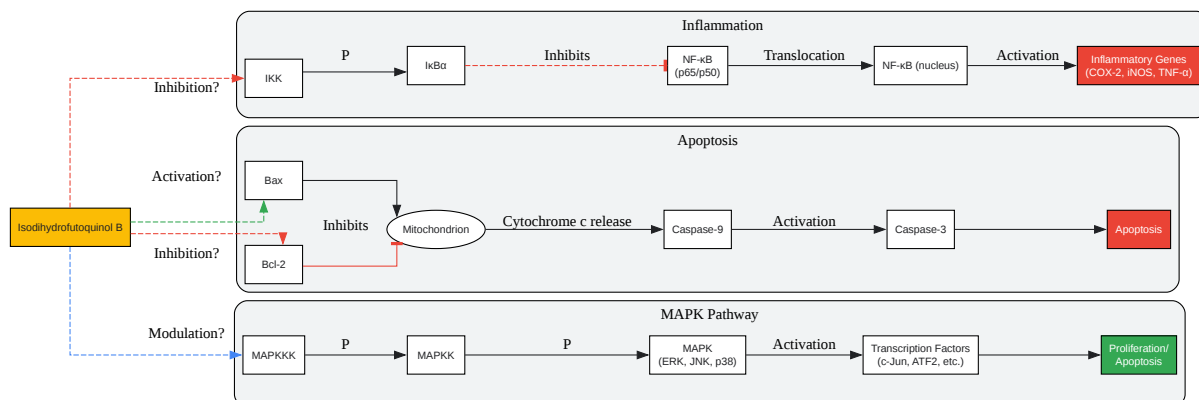 Inflammation
P
Inhibits
Translocation
Activation
IKK
IκBα
NF-κB
(p65/p50)
NF-κB (nucleus)
Inflammatory Genes
(COX-2, iNOS, TNF-α)
Inhibition?
Apoptosis
Activation?
Bax
Isodihydrofutoquinol B
Inhibits
Mitochondrion
Cytochrome c release
Caspase-9
Activation
Caspase-3
Apoptosis
Inhibition?
Bcl-2
MAPK Pathway
Modulation?
MAPKKK
P
MAPKK
P
MAPK
(ERK, JNK, p38)
Activation
Transcription Factors
(c-Jun, ATF2, etc.)
Proliferation/
Apoptosis